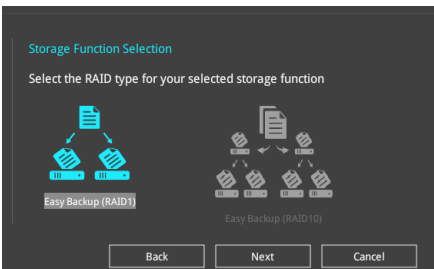 Storage Function Selection
Select the RAID type for your selected storage function
Easy Backup (RAID1)
Easy Backup (RAID10)
Back
Next
Cancel